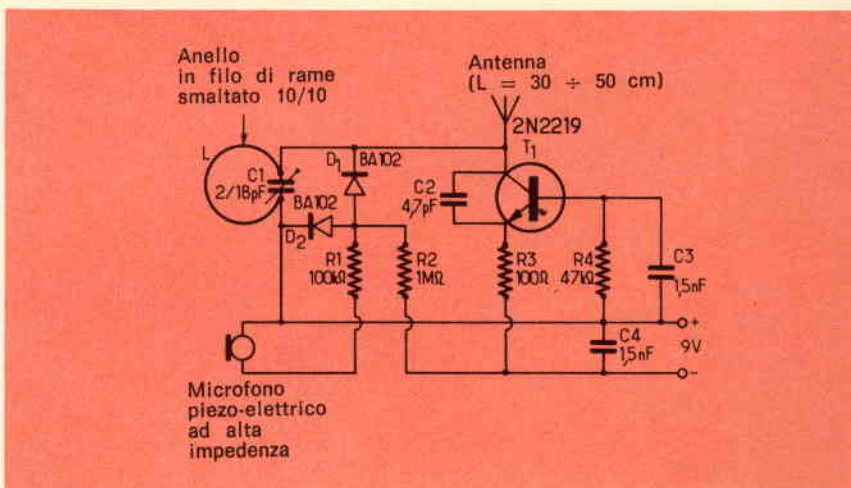 Anello
in filo di rame
smaltato 10/10
Antenna
(L = 30 ÷ 50 cm)
2N2219
T1
L
C1
2/18pF
D1
BA102
BA102
D2
C2
4,7pF
R1
100kΩ
R2
1MΩ
R3
100Ω
R4
47kΩ
C3
1,5nF
C4
1,5nF
+
9V
-
Microfono
piezo-elettrico
ad alta
impedenza